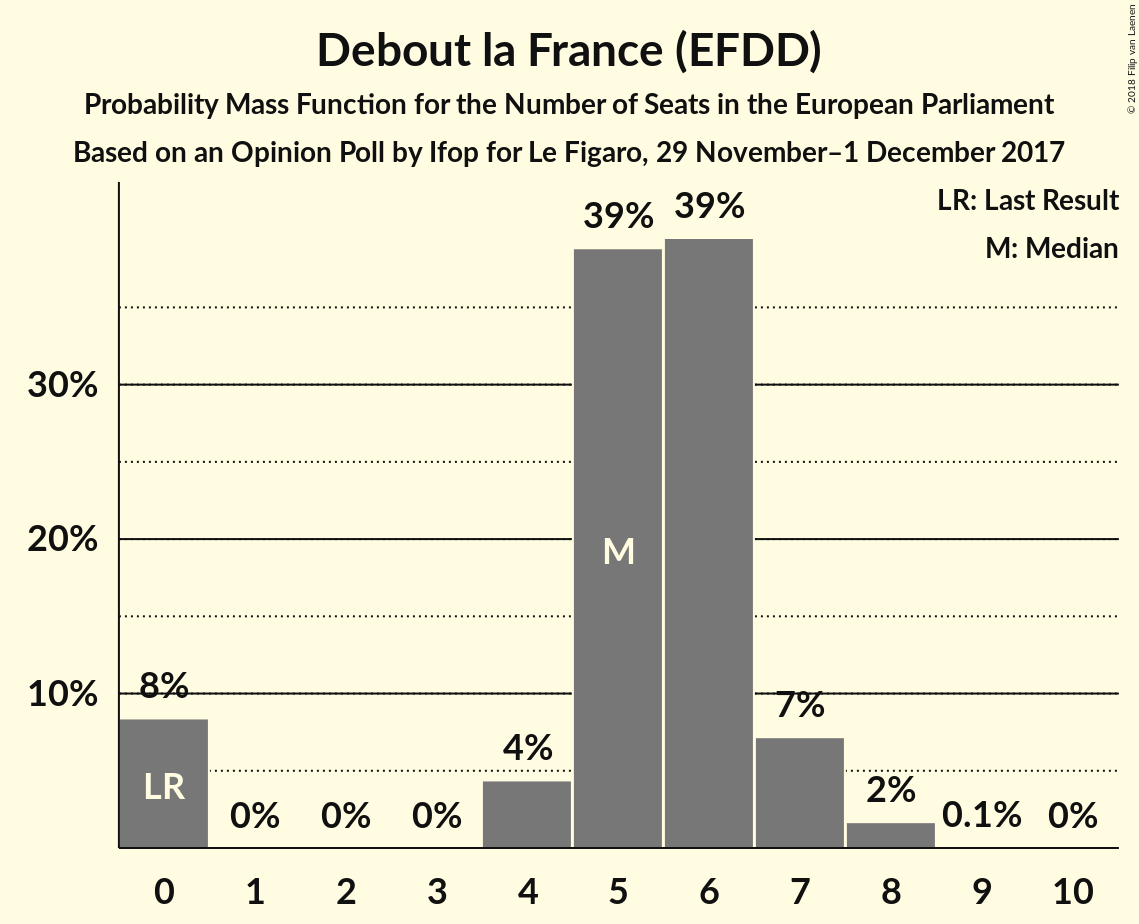 Debout la France (EFDD)
Probability Mass Function for the Number of Seats in the European Parliament
Based on an Opinion Poll by Ifop for Le Figaro, 29 November–1 December 2017
© 2018 Filip van Laenen
LR: Last Result
M: Median
39% 39%
30%
20%
M
10%
8% 7%
4%
LR
2%
0% 0% 0% 0.1% 0%
0 1 2 3 4 5 6 7 8 9 10